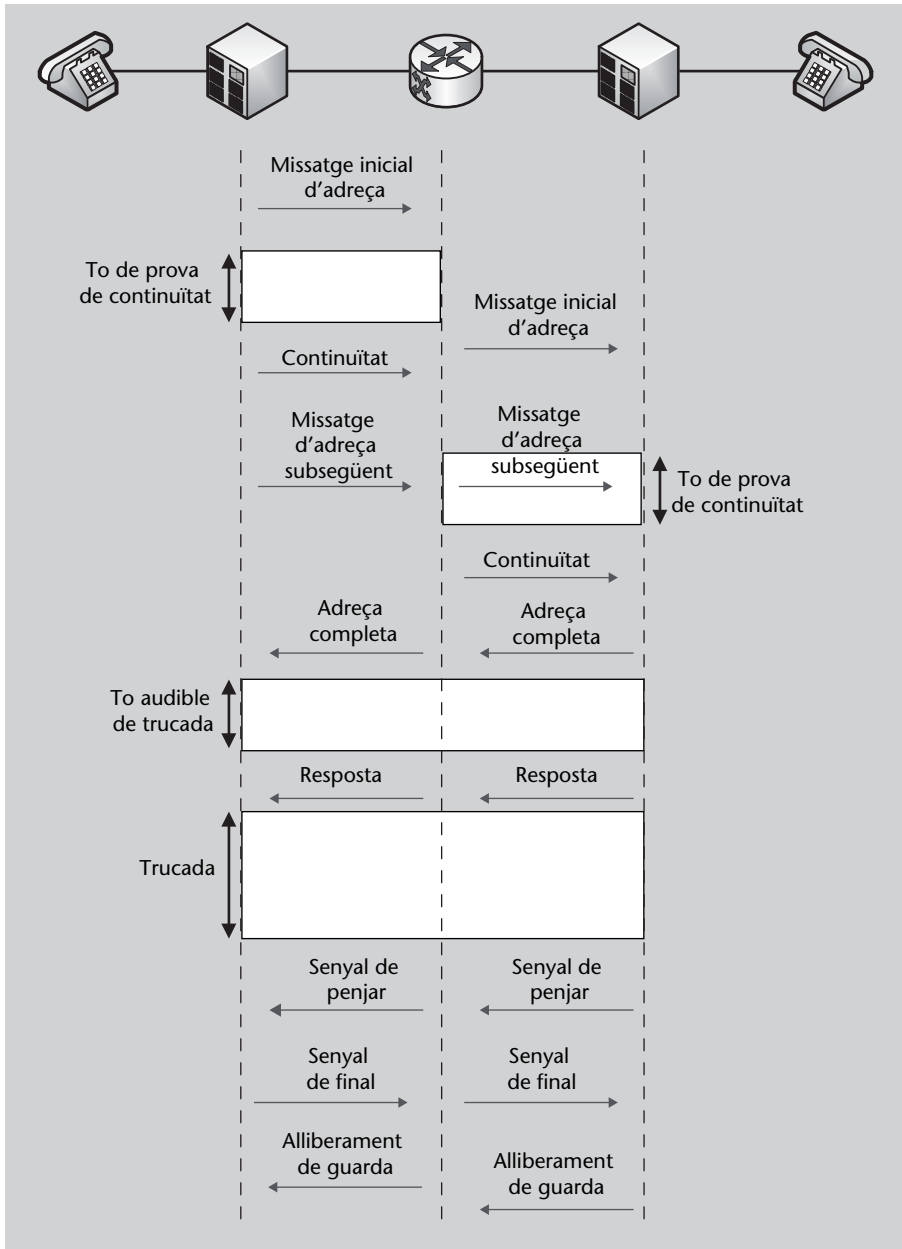 Missatge inicial
d’adreça
To de prova
de continuïtat
Missatge inicial
d’adreça
Continuïtat
Missatge
d’adreça
subsegüent
Missatge
d’adreça
subsegüent
To de prova
de continuïtat
Continuïtat
Adreça
completa
Adreça
completa
To audible
de trucada
Resposta
Resposta
Trucada
Senyal de
penjar
Senyal de
penjar
Senyal
de final
Senyal
de final
Alliberament
de guarda
Alliberament
de guarda